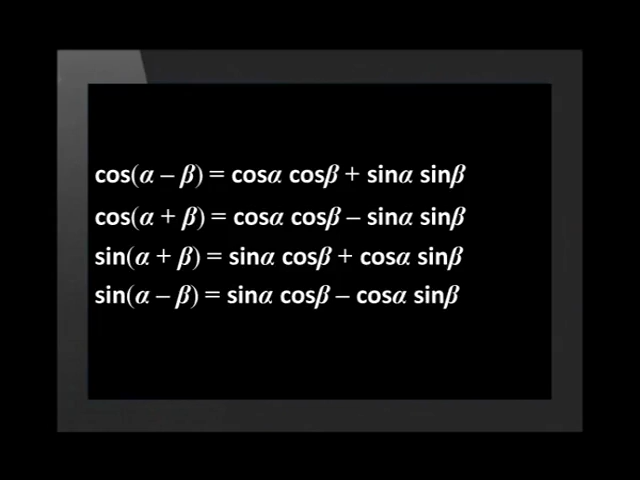 cos(α – β) = cosα cosβ + sinα sinβ
cos(α + β) = cosα cosβ – sinα sinβ
sin(α + β) = sinα cosβ + cosα sinβ
sin(α – β) = sinα cosβ – cosα sinβ